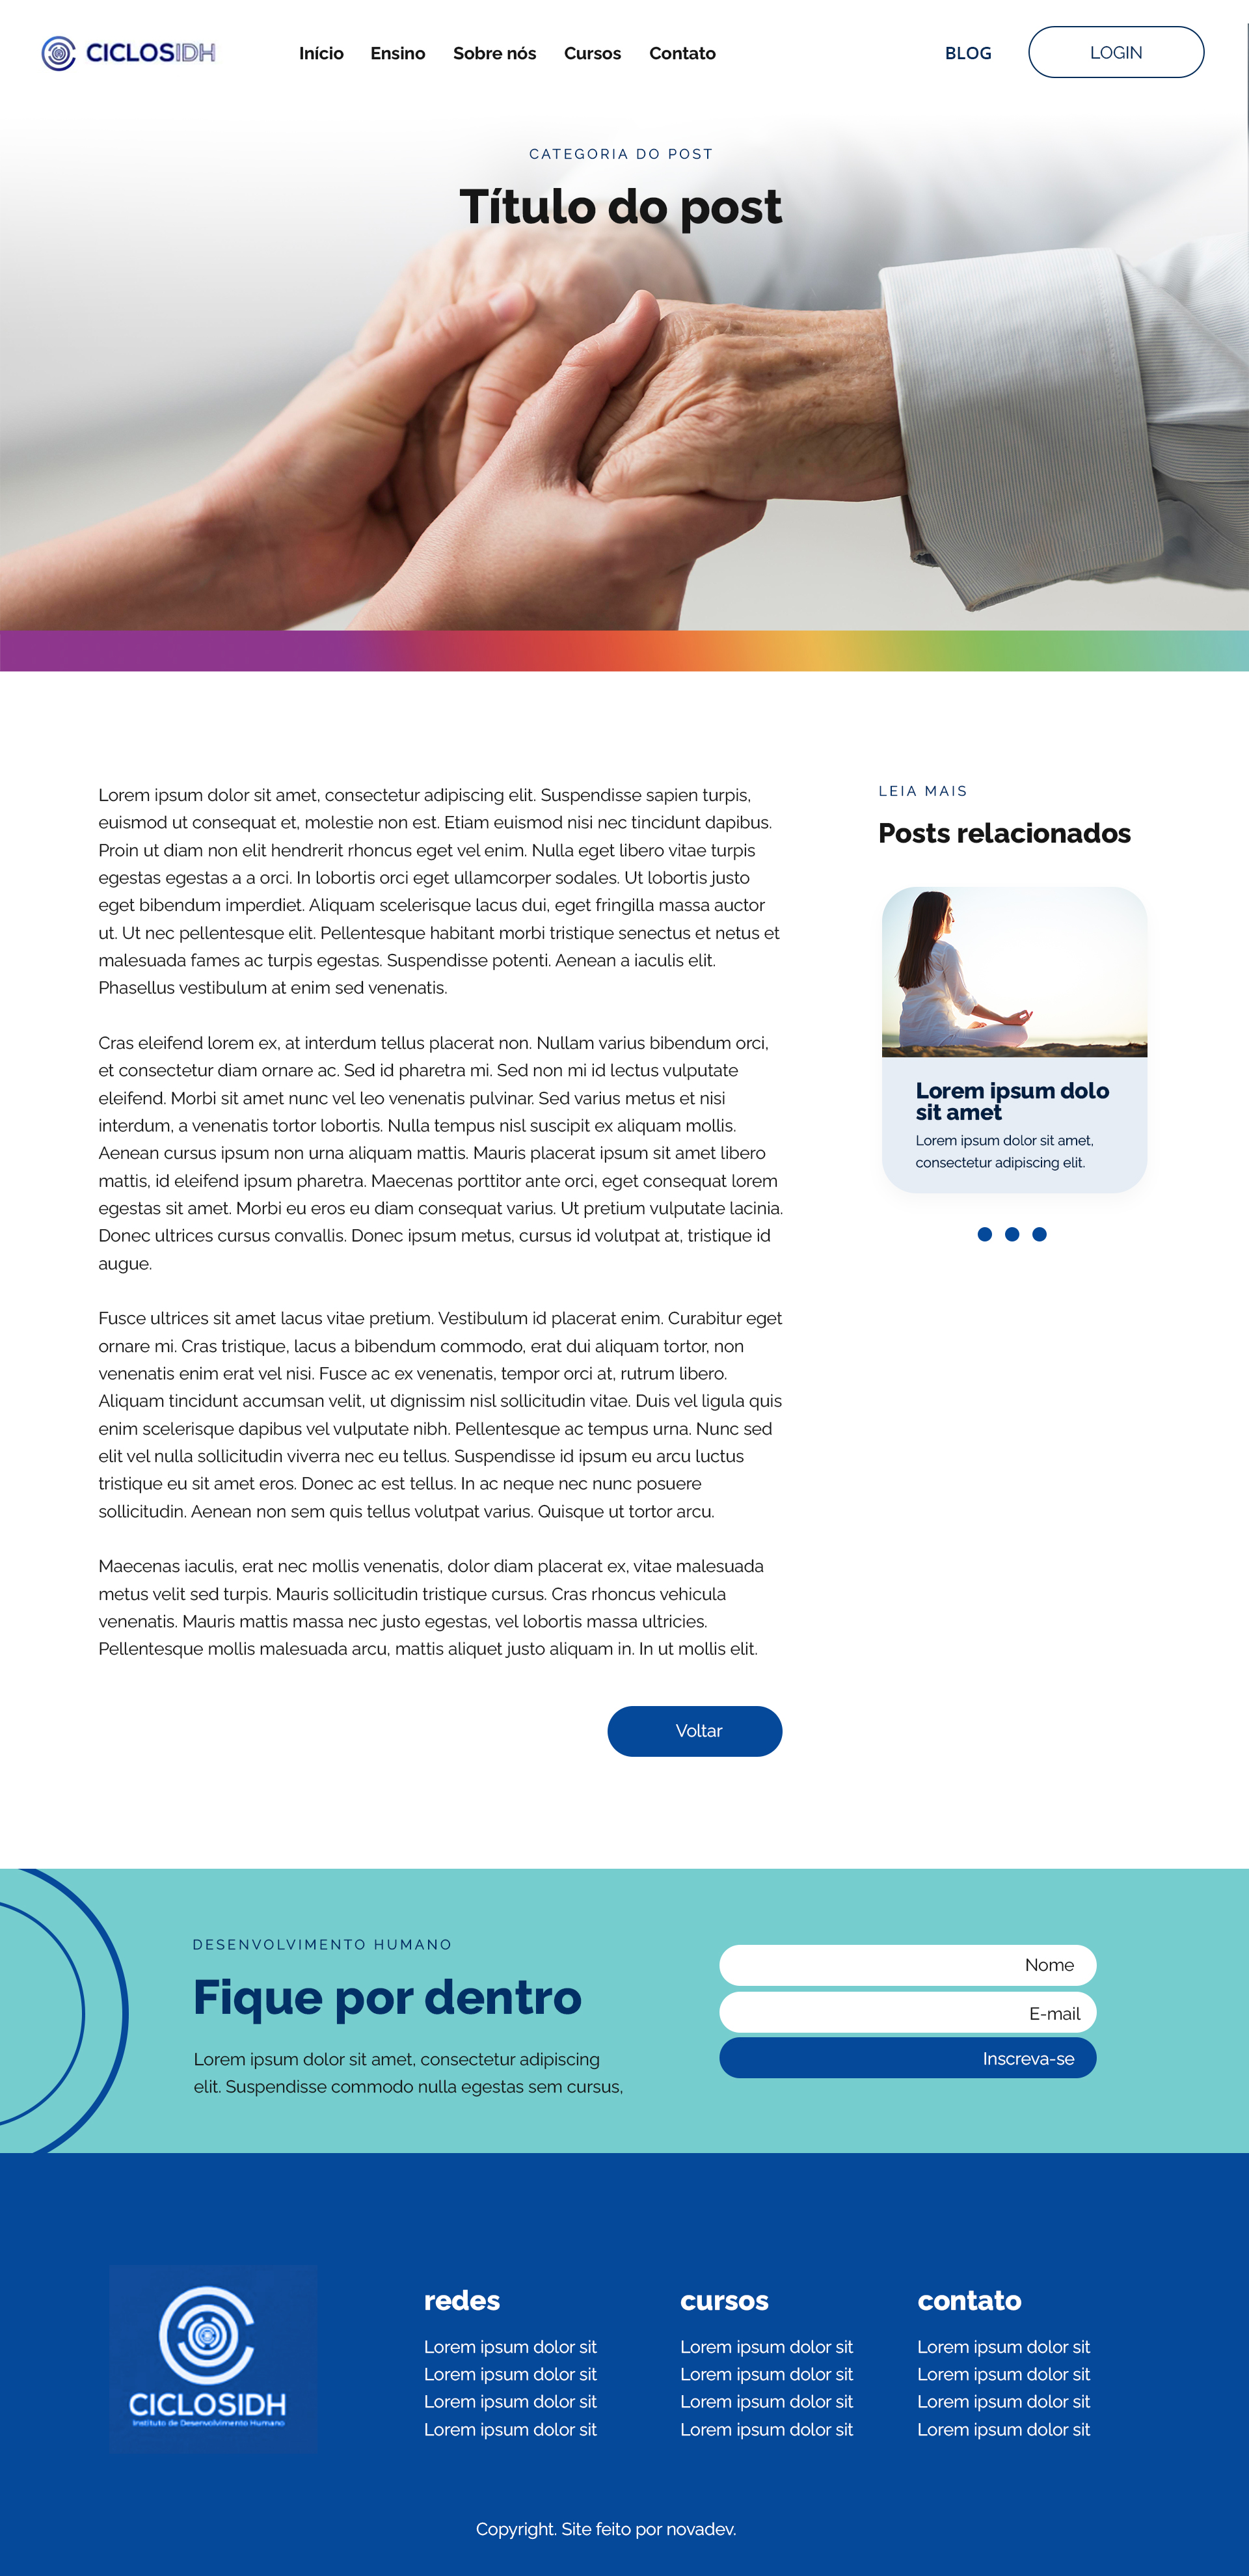 CICLOSIDH
Início Ensino Sobre nós Cursos Contato
BLOG
LOGIN
CATEGORIA DO POST
Título do post
Lorem ipsum dolor sit amet, consectetur adipiscing elit. Suspendisse sapien turpis,
euismod ut consequat et, molestie non est. Etiam euismod nisi nec tincidunt dapibus.
Proin ut diam non elit hendrerit rhoncus eget vel enim. Nulla eget libero vitae turpis
egestas egestas a a orci. In lobortis orci eget ullamcorper sodales. Ut lobortis justo
eget bibendum imperdiet. Aliquam scelerisque lacus dui, eget fringilla massa auctor
ut. Ut nec pellentesque elit. Pellentesque habitant morbi tristique senectus et netus et
malesuada fames ac turpis egestas. Suspendisse potenti. Aenean a iaculis elit.
Phasellus vestibulum at enim sed venenatis.
Cras eleifend lorem ex, at interdum tellus placerat non. Nullam varius bibendum orci,
et consectetur diam ornare ac. Sed id pharetra mi. Sed non mi id lectus vulputate
eleifend. Morbi sit amet nunc vel leo venenatis pulvinar. Sed varius metus et nisi
interdum, a venenatis tortor lobortis. Nulla tempus nisl suscipit ex aliquam mollis.
Aenean cursus ipsum non urna aliquam mattis. Mauris placerat ipsum sit amet libero
mattis, id eleifend ipsum pharetra. Maecenas porttitor ante orci, eget consequat lorem
egestas sit amet. Morbi eu eros eu diam consequat varius. Ut pretium vulputate lacinia.
Donec ultrices cursus convallis. Donec ipsum metus, cursus id volutpat at, tristique id
augue.
Fusce ultrices sit amet lacus vitae pretium. Vestibulum id placerat enim. Curabitur eget
ornare mi. Cras tristique, lacus a bibendum commodo, erat dui aliquam tortor, non
venenatis enim erat vel nisi. Fusce ac ex venenatis, tempor orci at, rutrum libero.
Aliquam tincidunt accumsan velit, ut dignissim nisl sollicitudin vitae. Duis vel ligula quis
enim scelerisque dapibus vel vulputate nibh. Pellentesque ac tempus urna. Nunc sed
elit vel nulla sollicitudin viverra nec eu tellus. Suspendisse id ipsum eu arcu luctus
tristique eu sit amet eros. Donec ac est tellus. In ac neque nec nunc posuere
sollicitudin. Aenean non sem quis tellus volutpat varius. Quisque ut tortor arcu.
Maecenas iaculis, erat nec mollis venenatis, dolor diam placerat ex, vitae malesuada
metus velit sed turpis. Mauris sollicitudin tristique cursus. Cras rhoncus vehicula
venenatis. Mauris mattis massa nec justo egestas, vel lobortis massa ultricies.
Pellentesque mollis malesuada arcu, mattis aliquet justo aliquam in. In ut mollis elit.
Voltar
LEIA MAIS
Posts relacionados
Lorem ipsum dolo
sit amet
Lorem ipsum dolor sit amet,
consectetur adipiscing elit.
DESENVOLVIMENTO HUMANO
Fique por dentro
Lorem ipsum dolor sit amet, consectetur adipiscing
elit. Suspendisse commodo nulla egestas sem cursus,
Nome
E-mail
Inscreva-se
CICLOSIDH
Instituto de Desenvolvimento Humano
redes
Lorem ipsum dolor sit
Lorem ipsum dolor sit
Lorem ipsum dolor sit
Lorem ipsum dolor sit
cursos
Lorem ipsum dolor sit
Lorem ipsum dolor sit
Lorem ipsum dolor sit
Lorem ipsum dolor sit
contato
Lorem ipsum dolor sit
Lorem ipsum dolor sit
Lorem ipsum dolor sit
Lorem ipsum dolor sit
Copyright. Site feito por novadev.